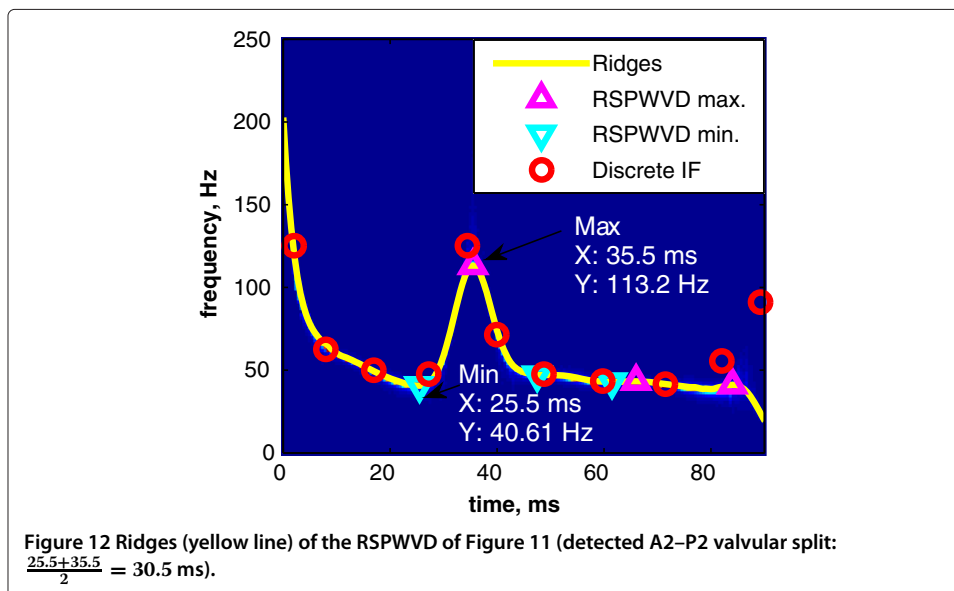 250
200
150
100
50
0
frequency, Hz
Ridges
RSPWVD max.
RSPWVD min.
Discrete IF
Max
X: 35.5 ms
Y: 113.2 Hz
Min
X: 25.5 ms
Y: 40.61 Hz
0 20 40 60 80
time, ms
Figure 12 Ridges (yellow line) of the RSPWVD of Figure 11 (detected A2–P2 valvular split:
\frac{25.5+35.5}{2} = 30.5 ms).